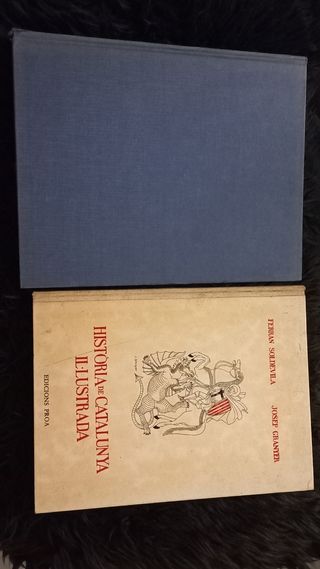 FERRAN SOLDEVILA
JOSEP GRANYER
HISTÒRIA DE CATALUNYA
IL·LUSTRADA
EDICIONS PROA